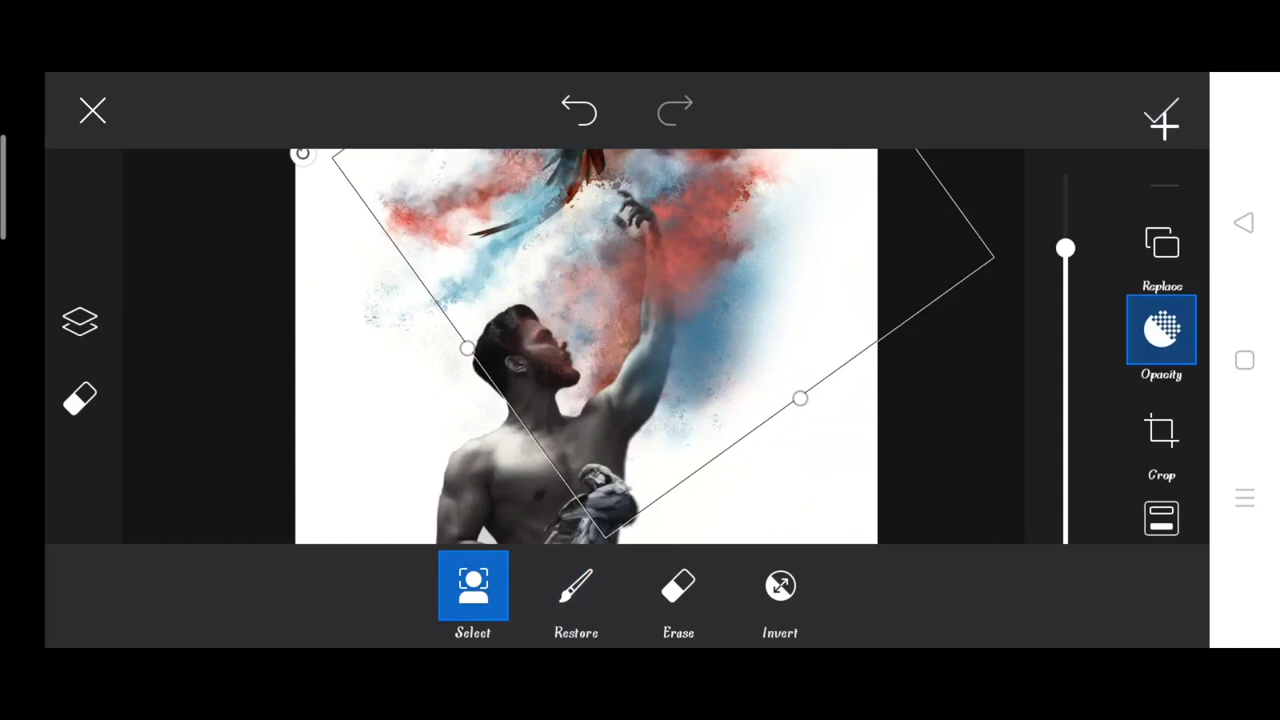 Replace
Opacity
Crop
Select
Restore
Erase
Invert